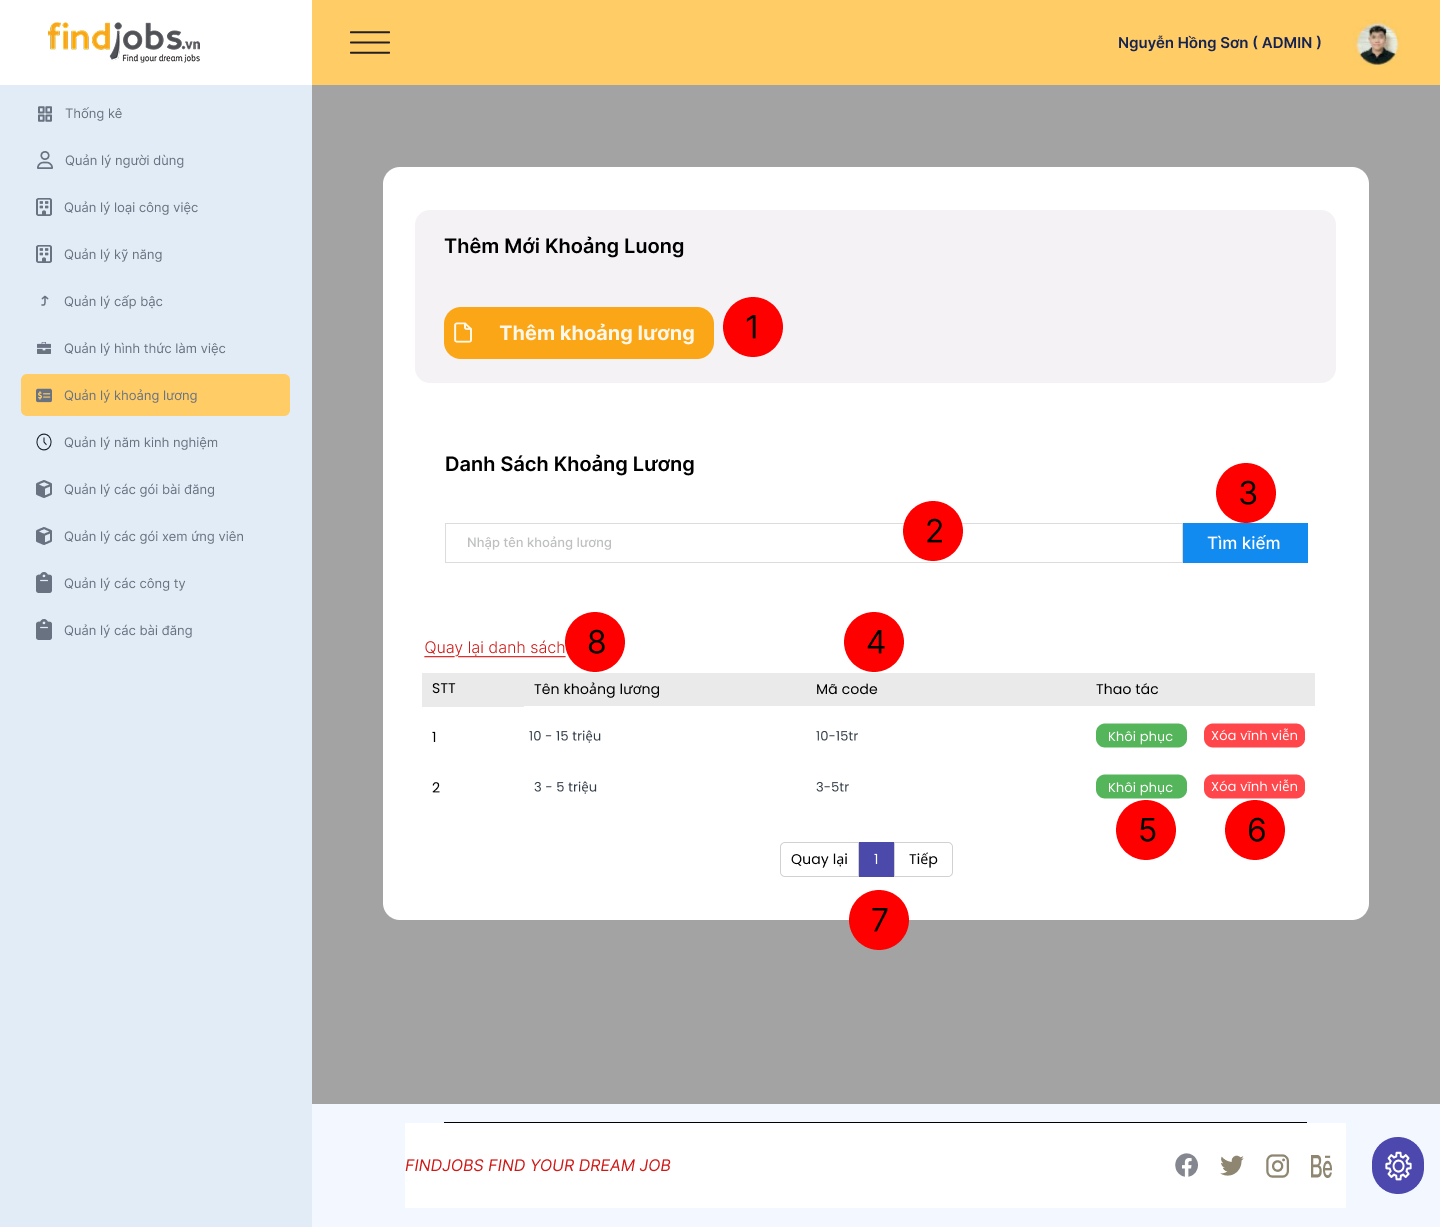 findjobs.vn
Find your dream jobs
Nguyễn Hồng Sơn ( ADMIN )
Thống kê
Quản lý người dùng
Quản lý loại công việc
Quản lý kỹ năng
Quản lý cấp bậc
Quản lý hình thức làm việc
Quản lý khoảng lương
Quản lý năm kinh nghiệm
Quản lý các gói bài đăng
Quản lý các gói xem ứng viên
Quản lý các công ty
Quản lý các bài đăng
Thêm Mới Khoảng Luong
Thêm khoảng lương
1
Danh Sách Khoảng Lương
3
2
Nhập tên khoảng lương
Tìm kiếm
Quay lại danh sách
8
4
STT Tên khoảng lương Mã code Thao tác
1 10 - 15 triệu 10-15tr Khôi phục Xóa vĩnh viễn
2 3 - 5 triệu 3-5tr Khôi phục Xóa vĩnh viễn
5
6
Quay lại 1 Tiếp
7
FINDJOBS FIND YOUR DREAM JOB
Bē